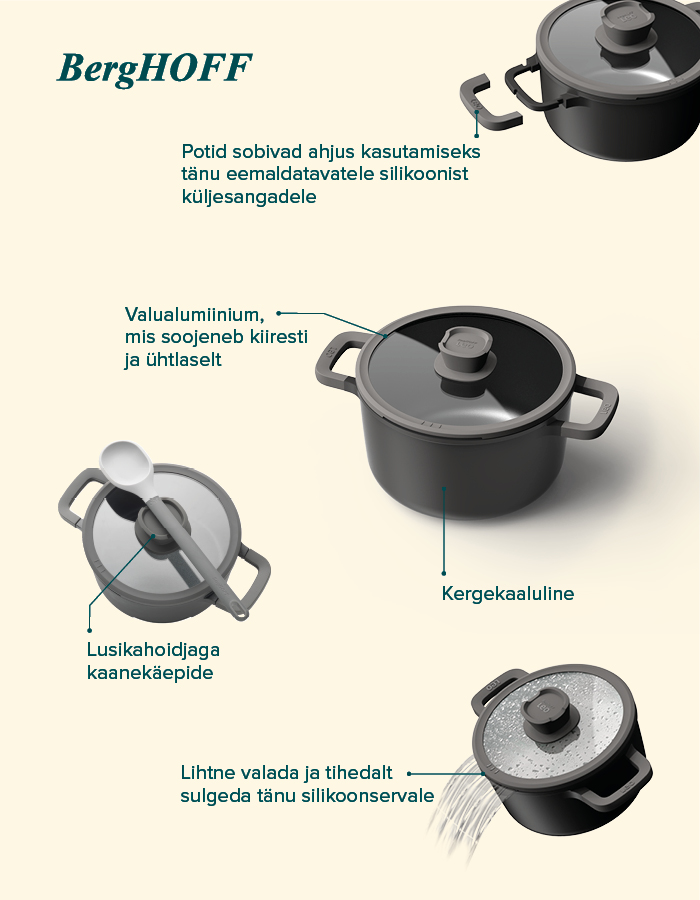 BergHOFF
Potid sobivad ahjus kasutamiseks
tänu eemaldatavatele silikoonist
küljesangadele
Valualumiinium,
mis soojeneb kiiresti
ja ühtlaselt
Lusikahoidjaga
kaanekäepide
Kergekaaluline
Lihtne valada ja tihedalt
sulgeda tänu silikoonservale